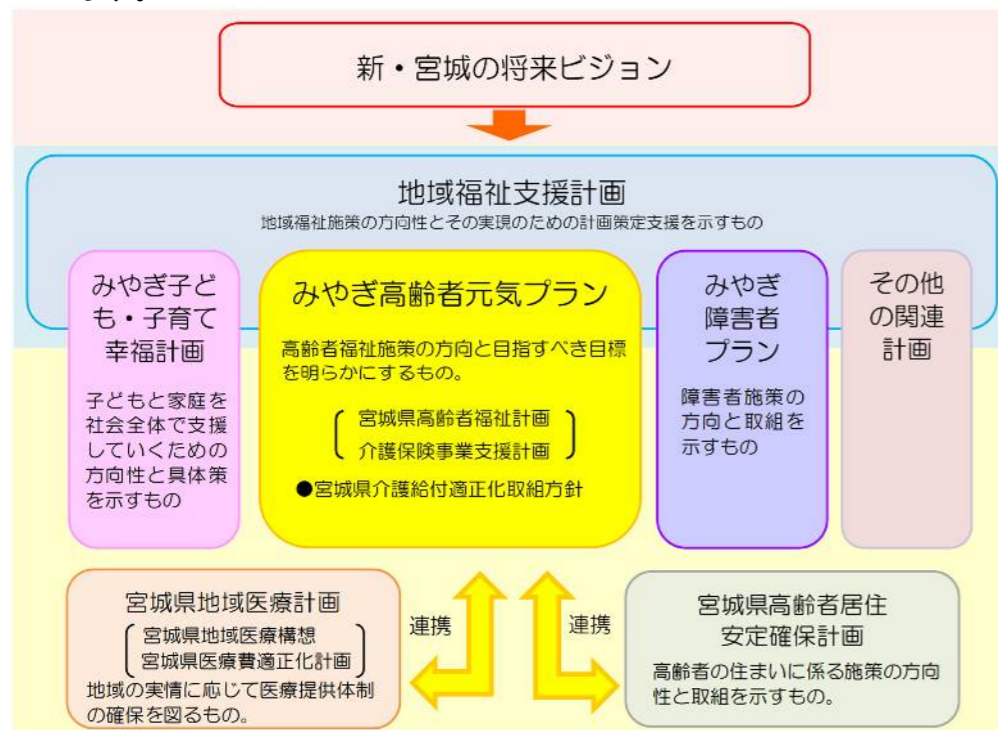 新・宮城の将来ビジョン
地域福祉支援計画
地域福祉施策の方向性とその実現のための計画策定支援を示すもの
みやぎ子ど
も・子育て
幸福計画
子どもと家庭を
社会全体で支援
していくための
方向性と具体策
を示すもの
みやぎ高齢者元気プラン
高齢者福祉施策の方向と目指すべき目標
を明らかにするもの。
宮城県高齢者福祉計画
介護保険事業支援計画
●宮城県介護給付適正化取組方針
みやぎ
障害者
プラン
障害者施策の
方向と取組を
示すもの
その他
の関連
計画
宮城県地域医療計画
宮城県地域医療構想
宮城県医療費適正化計画
地域の実情に応じて医療提供体制
の確保を図るもの。
連携
連携
宮城県高齢者居住
安定確保計画
高齢者の住まいに係る施策の方向
性と取組を示すもの。